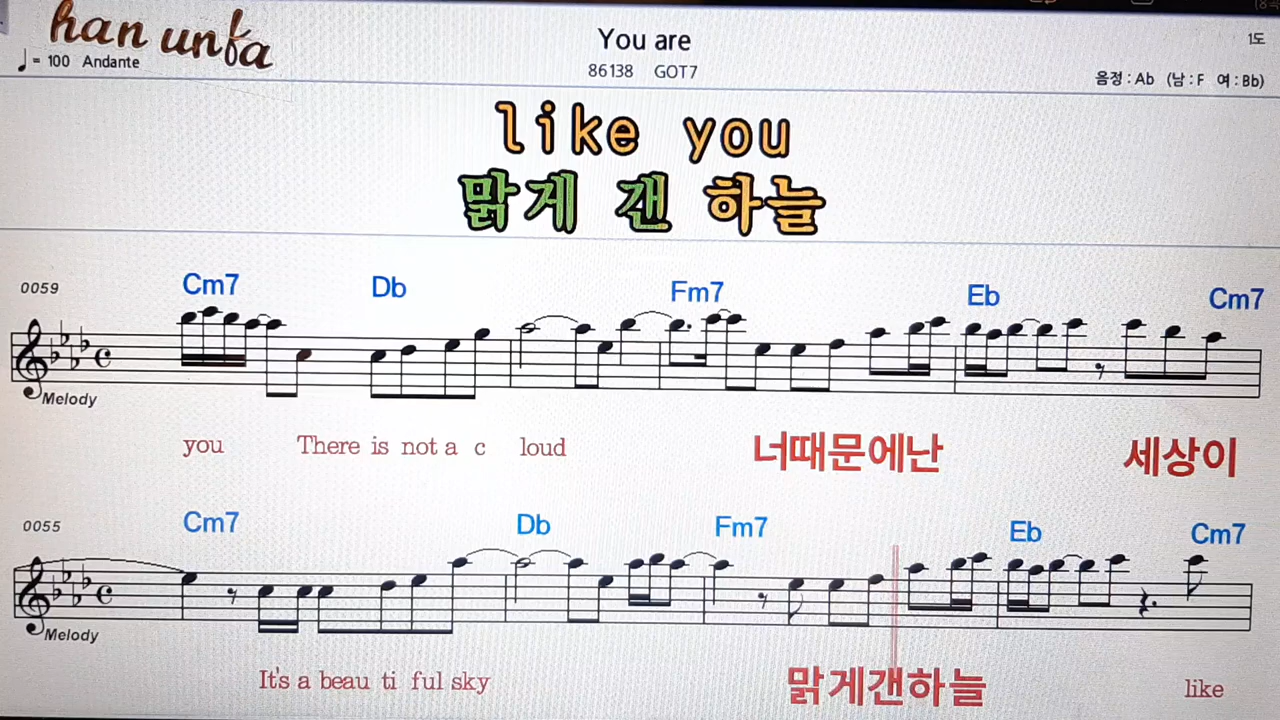 han unfa
You are
1도
♩= 100 Andante
86138 GOT7
음정 : Ab (남 : F 여 : Bb)
like you
맑게 갠 하늘
0059
Cm7 Db Fm7 Eb Cm7
Melody
you There is not a c loud 너때문에난 세상이
0055
Cm7 Db Fm7 Eb Cm7
Melody
It's a beau ti ful sky 맑게갠하늘 like